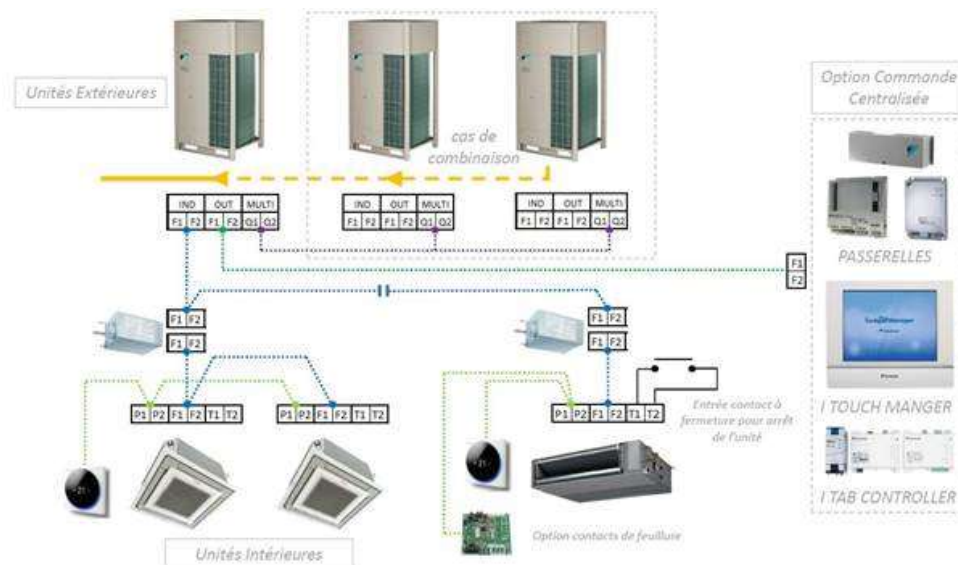 Unités Extérieures
cas de
combinaison
Option Commande
Centralisée
IND OUT MULTI
F1 F2 F1 F2 Q1 Q2
IND OUT MULTI
F1 F2 F1 F2 Q1 Q2
IND OUT MULTI
F1 F2 F1 F2 Q1 Q2
PASSERELLES
F1
F2
F1 F2
F1 F2
F1 F2
F1 F2
P1 P2 F1 F2 T1 T2
P1 P2 F1 F2 T1 T2
P1 P2 F1 F2 T1 T2
Entrée contact à
fermeture pour arrêt
de l'unité
I TOUCH MANGER
I TAB CONTROLLER
Option contacts de feuilluse
Unités Intérieures